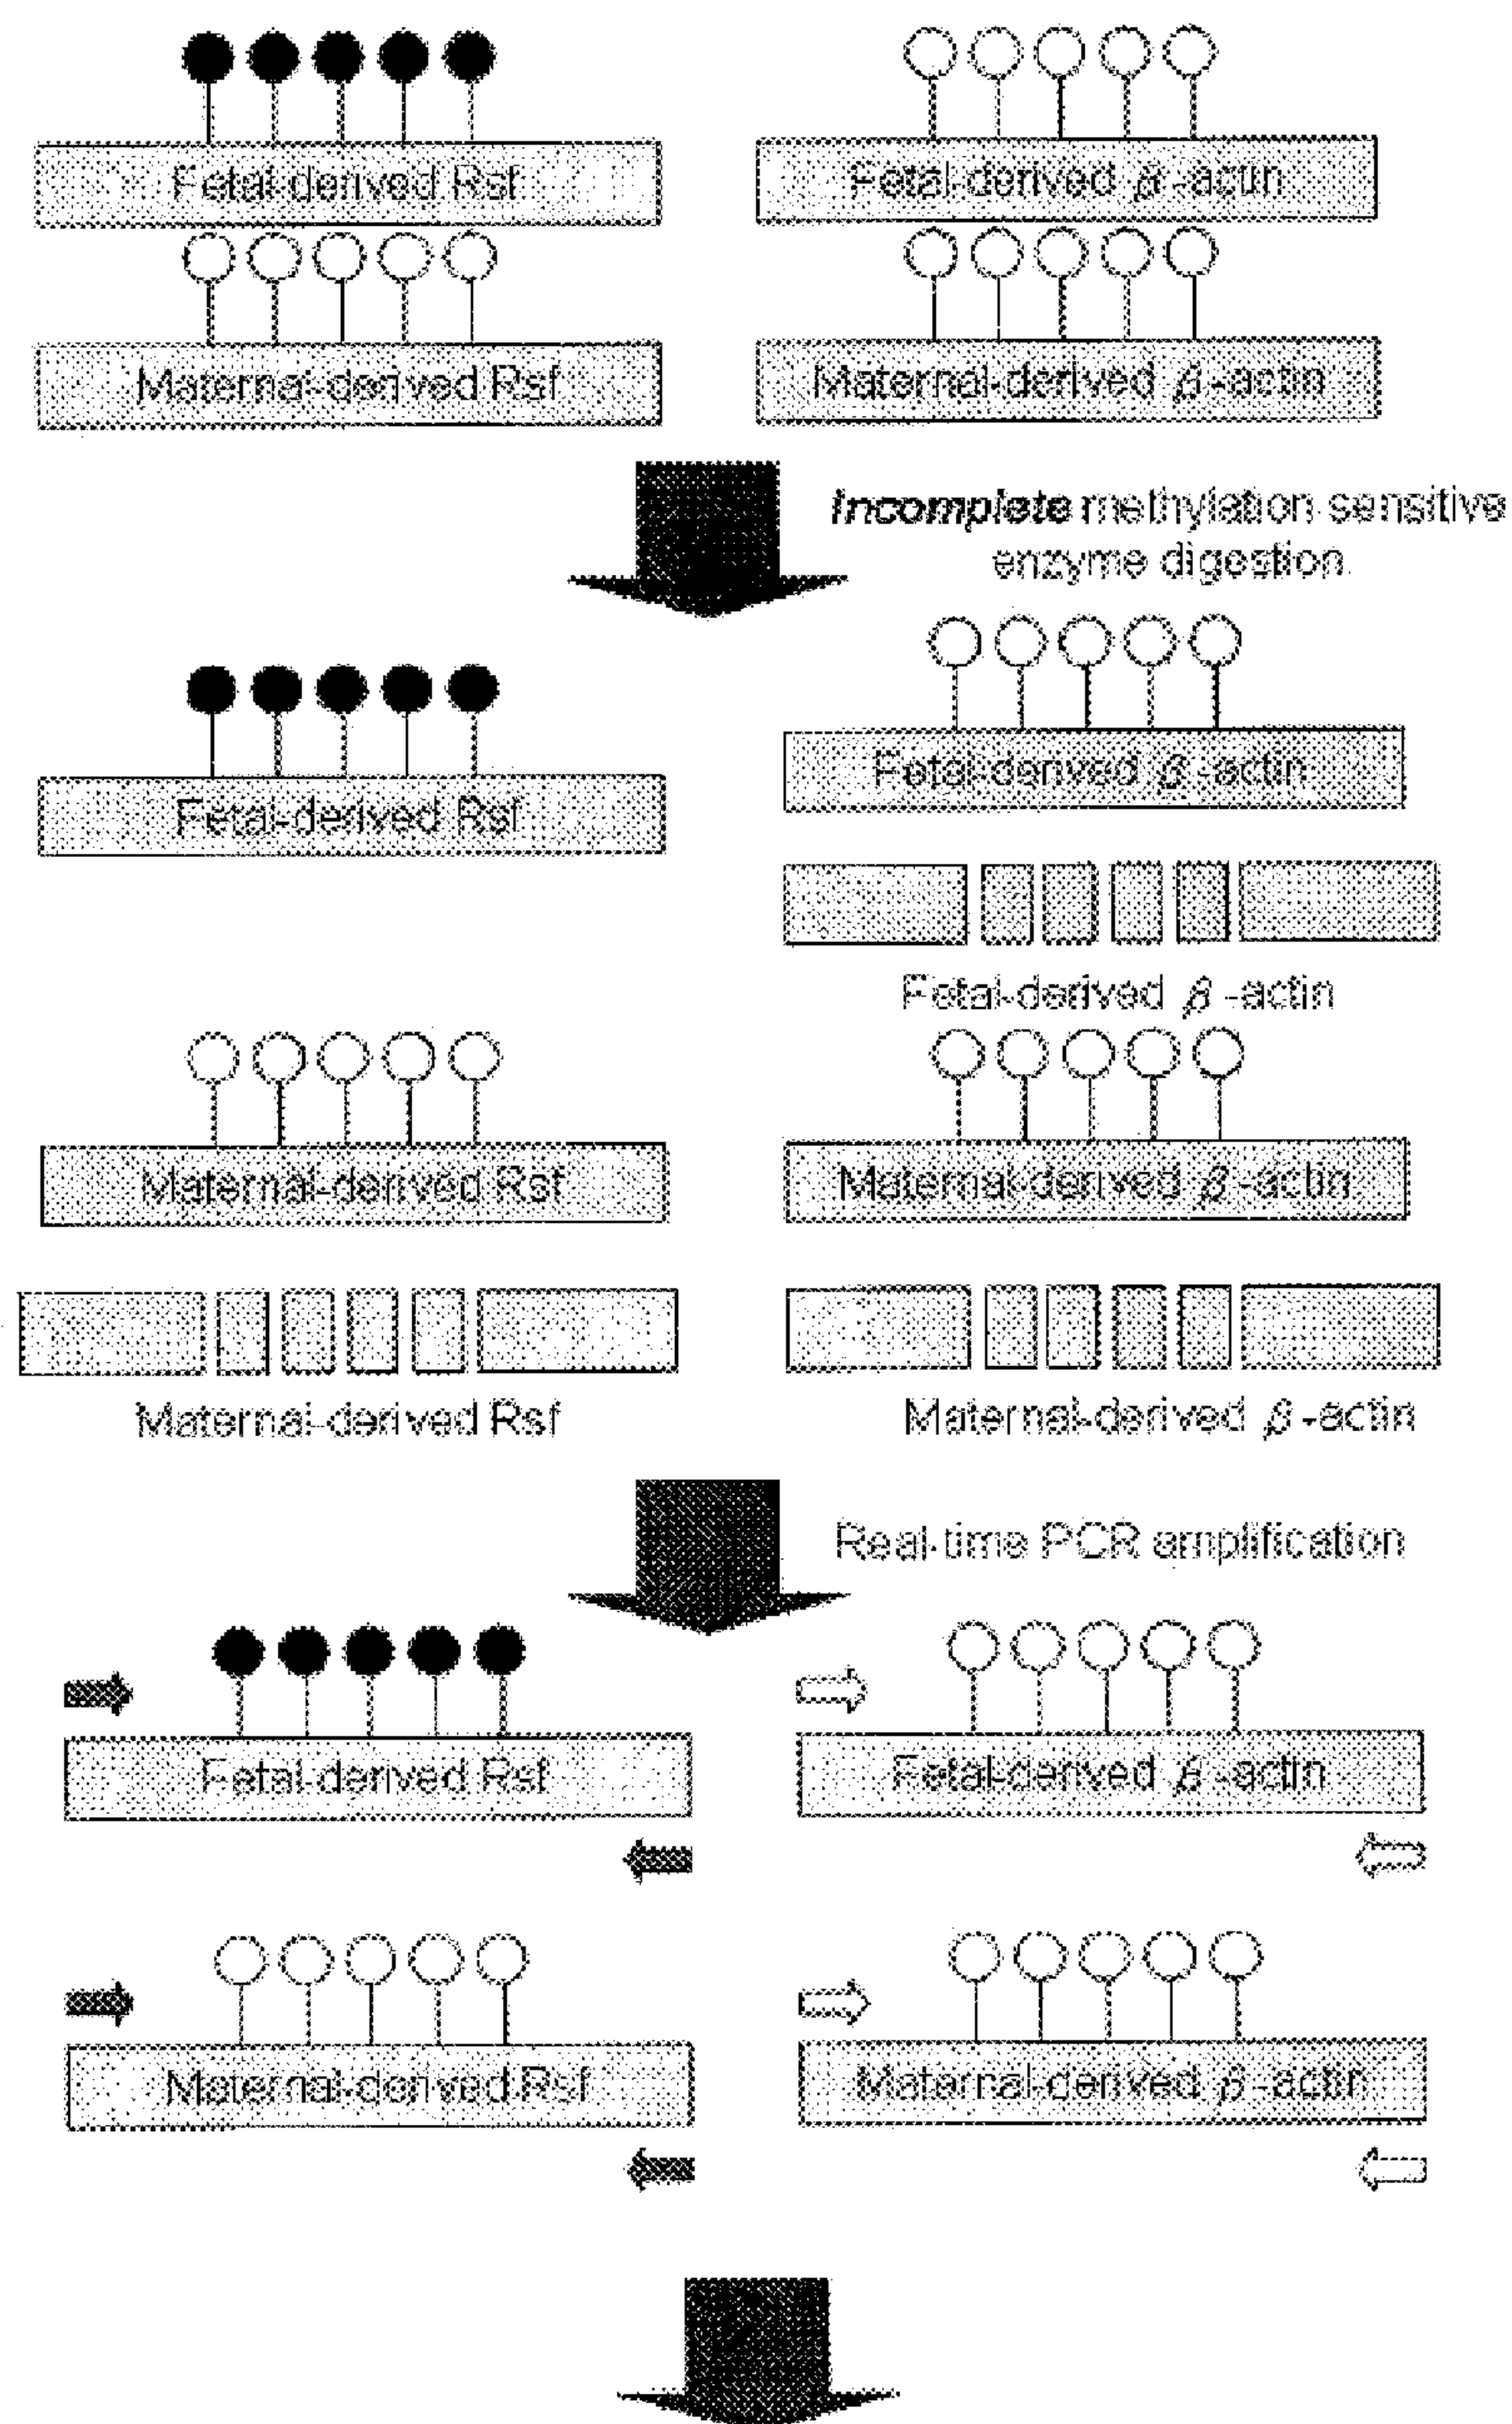 Fetal-derived Rsf
Fetal-derived β-actin
Maternal-derived Rsf
Maternal-derived β-actin
Incomplete methylation-sensitive
enzyme digestion
Fetal-derived β-actin
Fetal-derived Rsf
Fetal-derived β-actin
Maternal-derived Rsf
Maternal-derived β-actin
Maternal-derived Rsf
Maternal-derived β-actin
Real-time PCR amplification
Fetal-derived Rsf
Fetal-derived β-actin
Maternal-derived Rsf
Maternal-derived β-actin